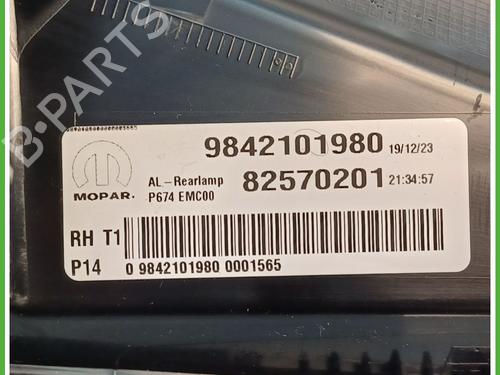 9842101980 19/12/23
AL-Rearlamp 82570201 21:34:57
MOPAR. P674 EMC00
RH T1
P14 0 9842101980 0001565
B-PARTS